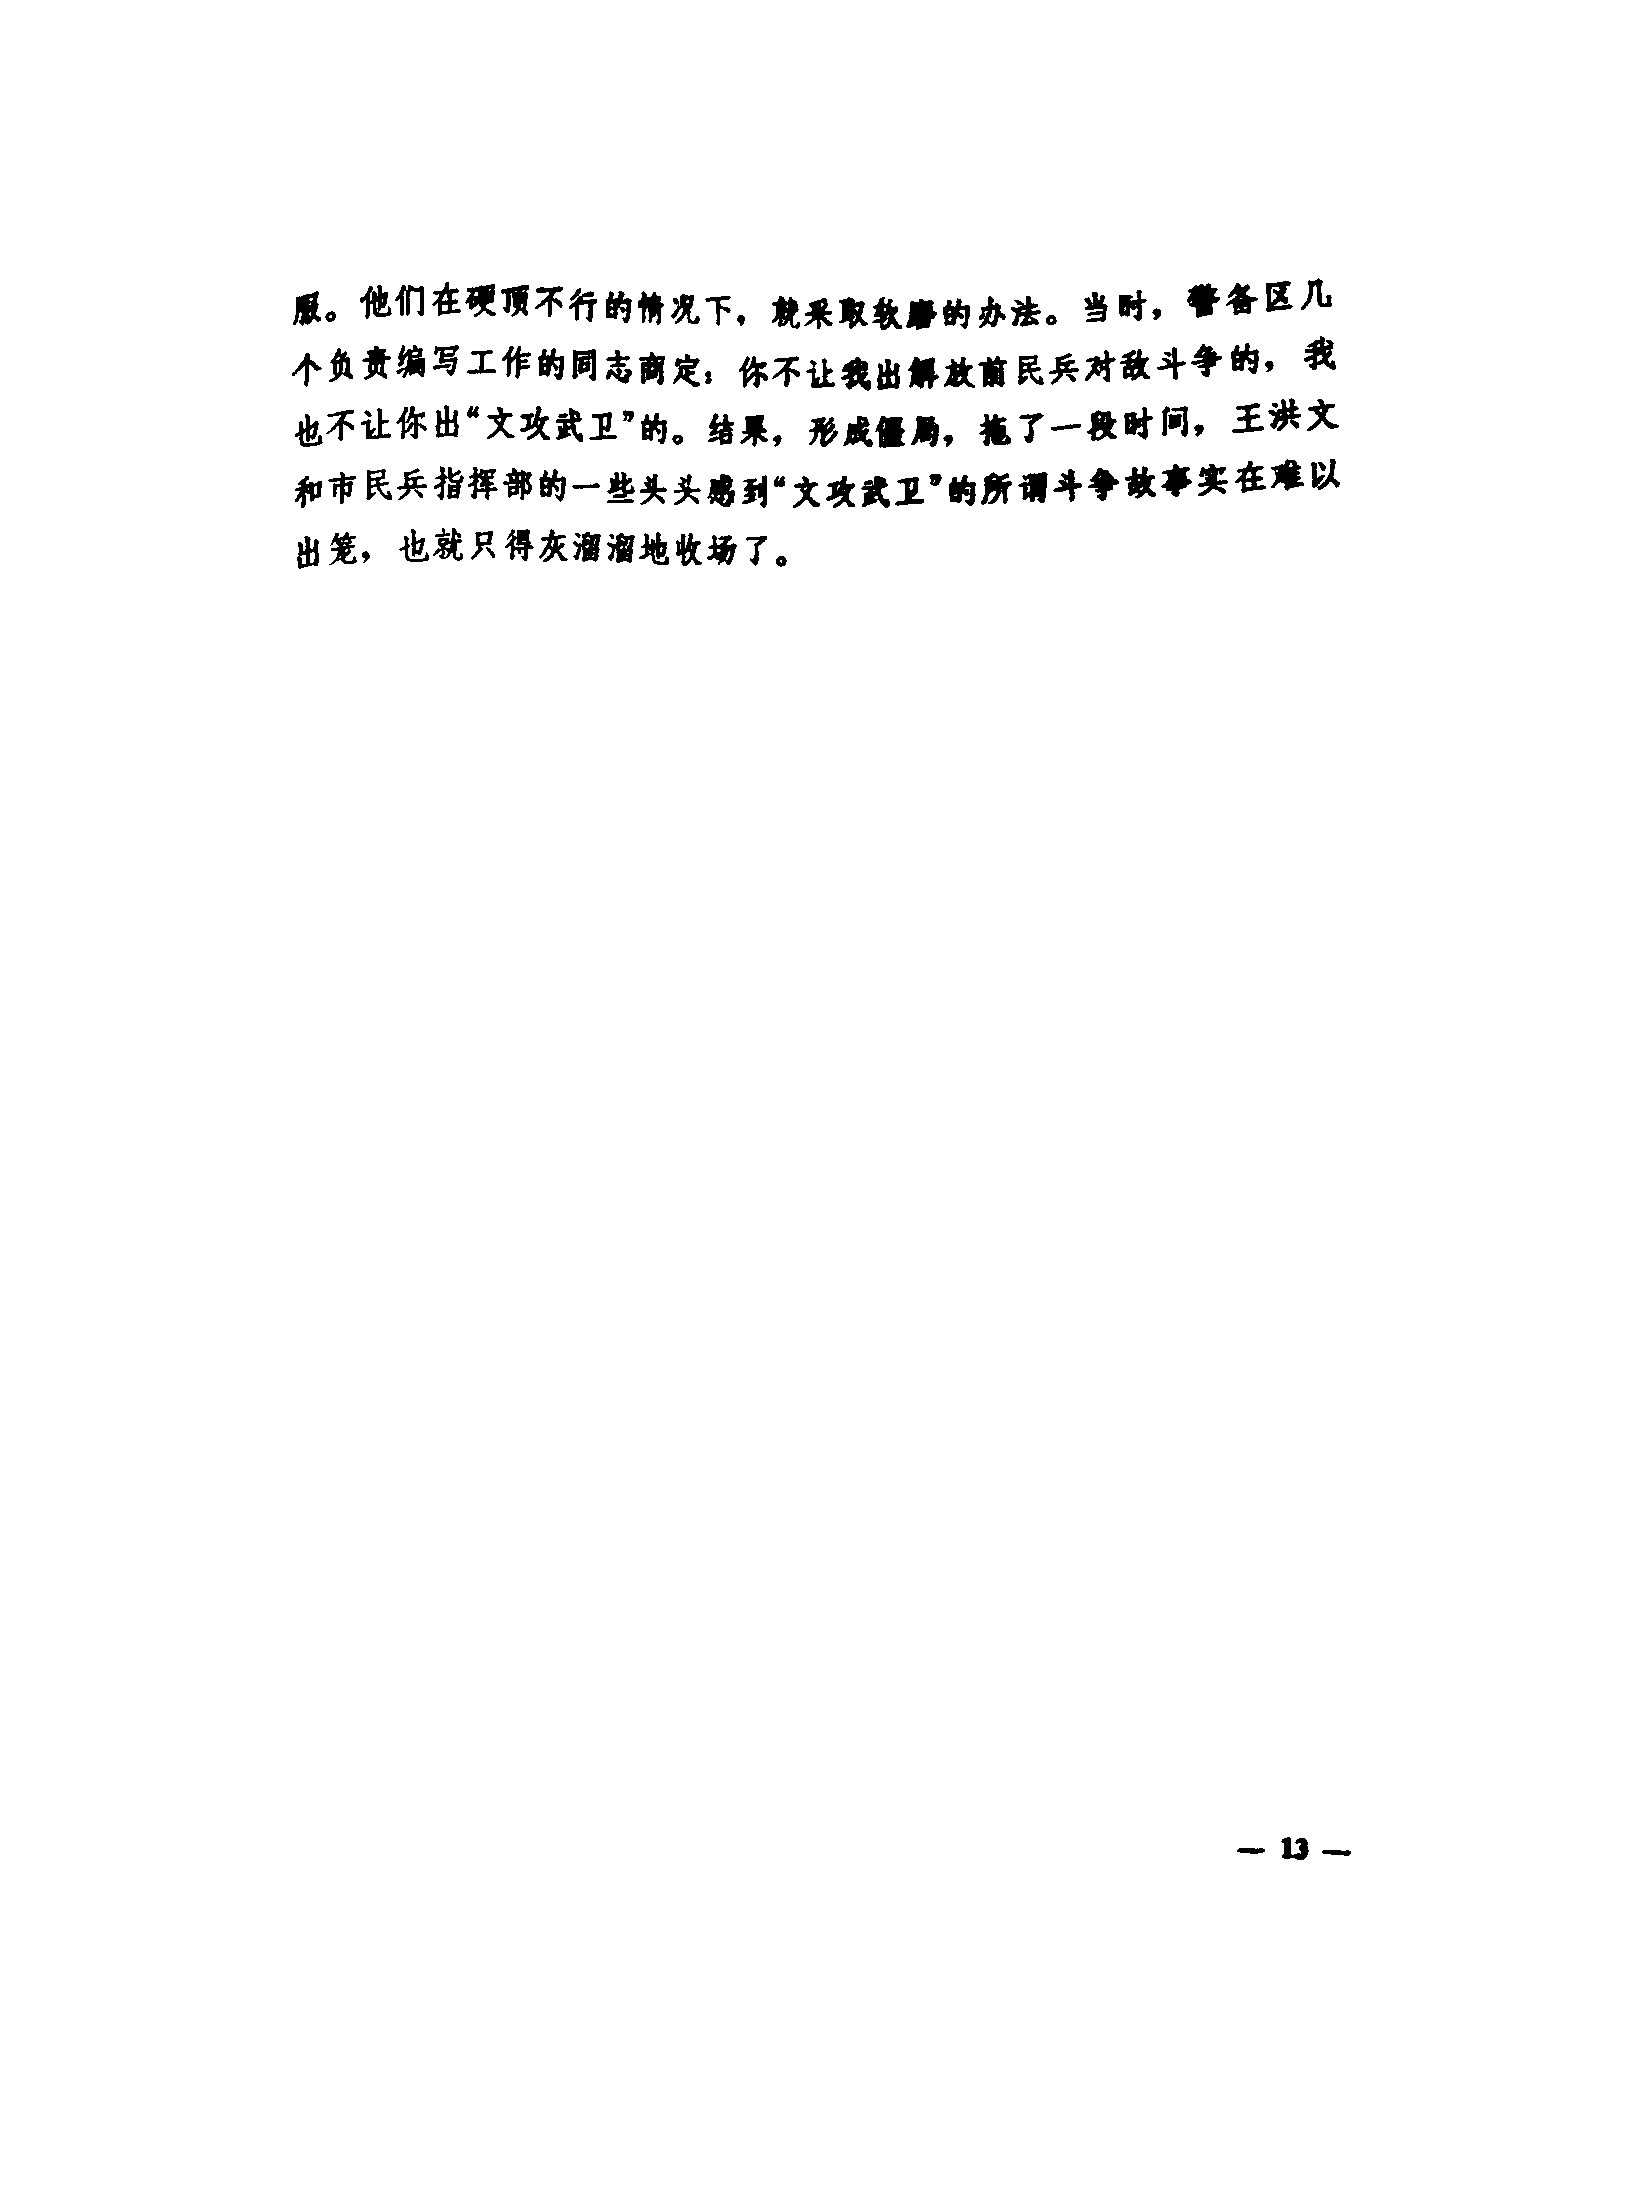 服。他们在硬顶不行的情况下，就采取软磨的办法。当时，警备区几
个负责编写工作的同志商定：你不让我出解放前民兵对敌斗争的，我
也不让你出“文攻武卫”的。结果，形成僵局，拖了一段时间，王洪文
和市民兵指挥部的一些头头感到“文攻武卫”的所谓斗争故事实在难以
出笼，也就只得灰溜溜地收场了。
— 13 —